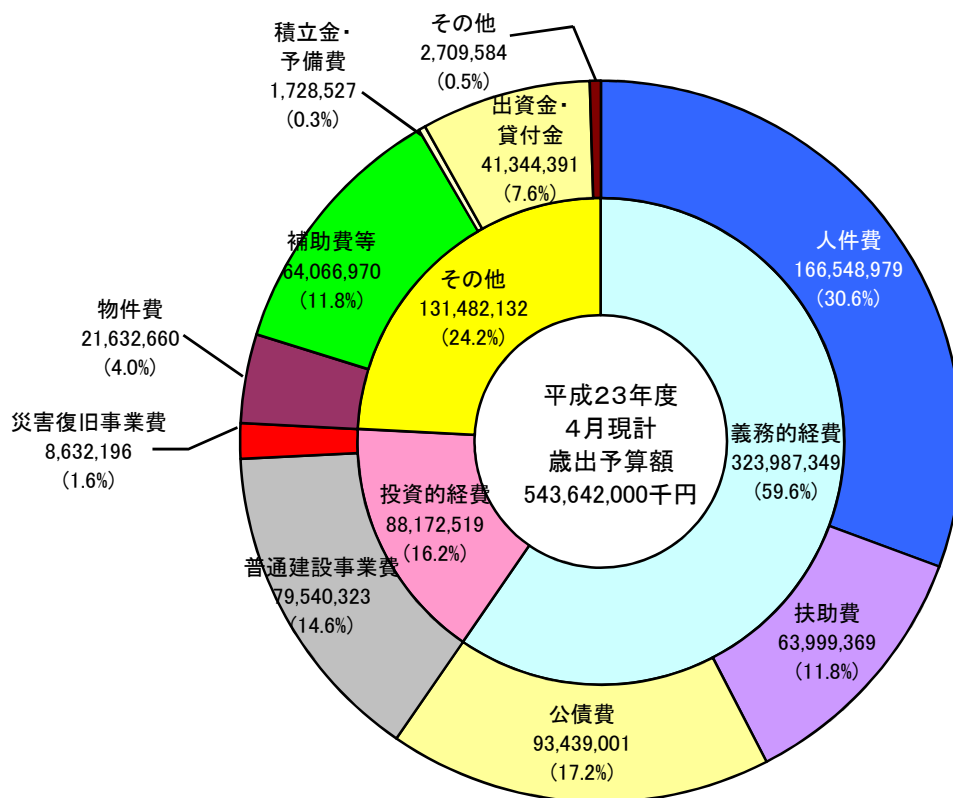 その他
2,709,584
(0.5%)
積立金・
予備費
1,728,527
(0.3%)
出資金・
貸付金
41,344,391
(7.6%)
人件費
166,548,979
(30.6%)
補助費等
64,066,970
(11.8%)
その他
131,482,132
(24.2%)
物件費
21,632,660
(4.0%)
平成23年度
4月現計
歳出予算額
543,642,000千円
義務的経費
323,987,349
(59.6%)
災害復旧事業費
8,632,196
(1.6%)
投資的経費
88,172,519
(16.2%)
普通建設事業費
79,540,323
(14.6%)
扶助費
63,999,369
(11.8%)
公債費
93,439,001
(17.2%)